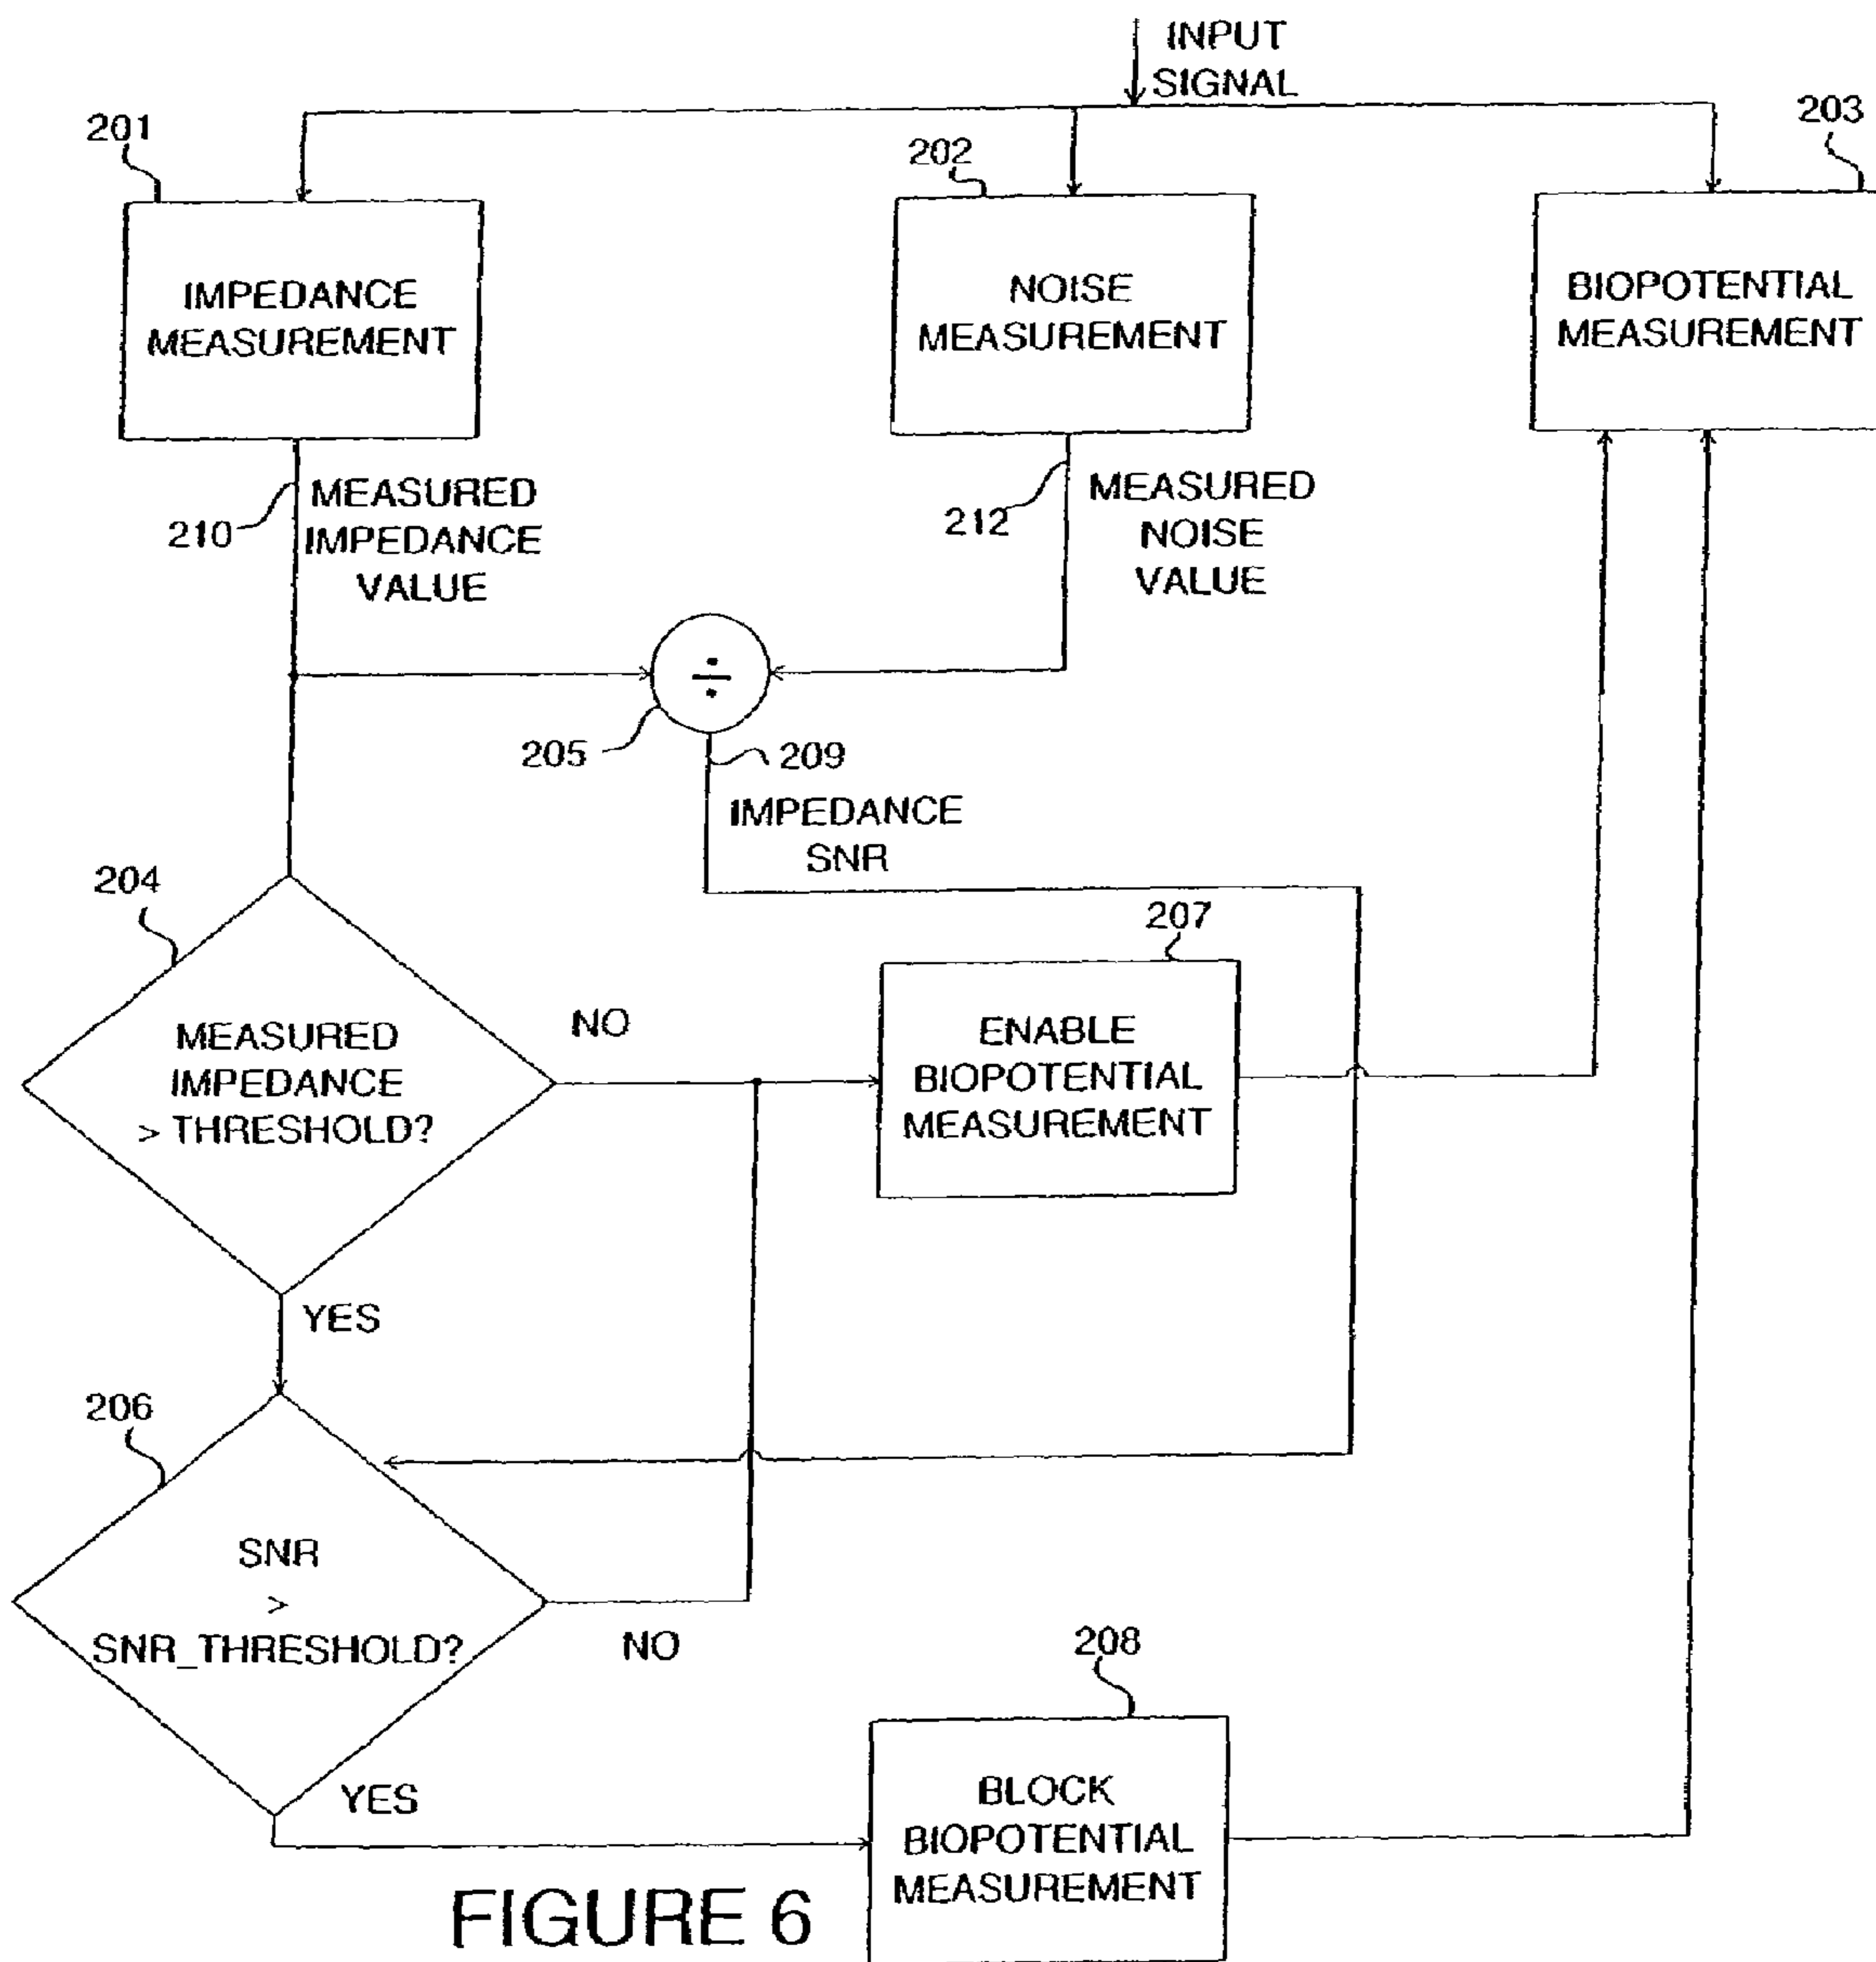 INPUT
SIGNAL
201
202
203
IMPEDANCE
MEASUREMENT
NOISE
MEASUREMENT
BIOPOTENTIAL
MEASUREMENT
210
MEASURED
IMPEDANCE
VALUE
212
MEASURED
NOISE
VALUE
÷
205
209
IMPEDANCE
SNR
204
MEASURED
IMPEDANCE
> THRESHOLD?
NO
207
ENABLE
BIOPOTENTIAL
MEASUREMENT
YES
206
SNR
>
SNR_THRESHOLD?
NO
YES
208
BLOCK
BIOPOTENTIAL
MEASUREMENT
FIGURE 6